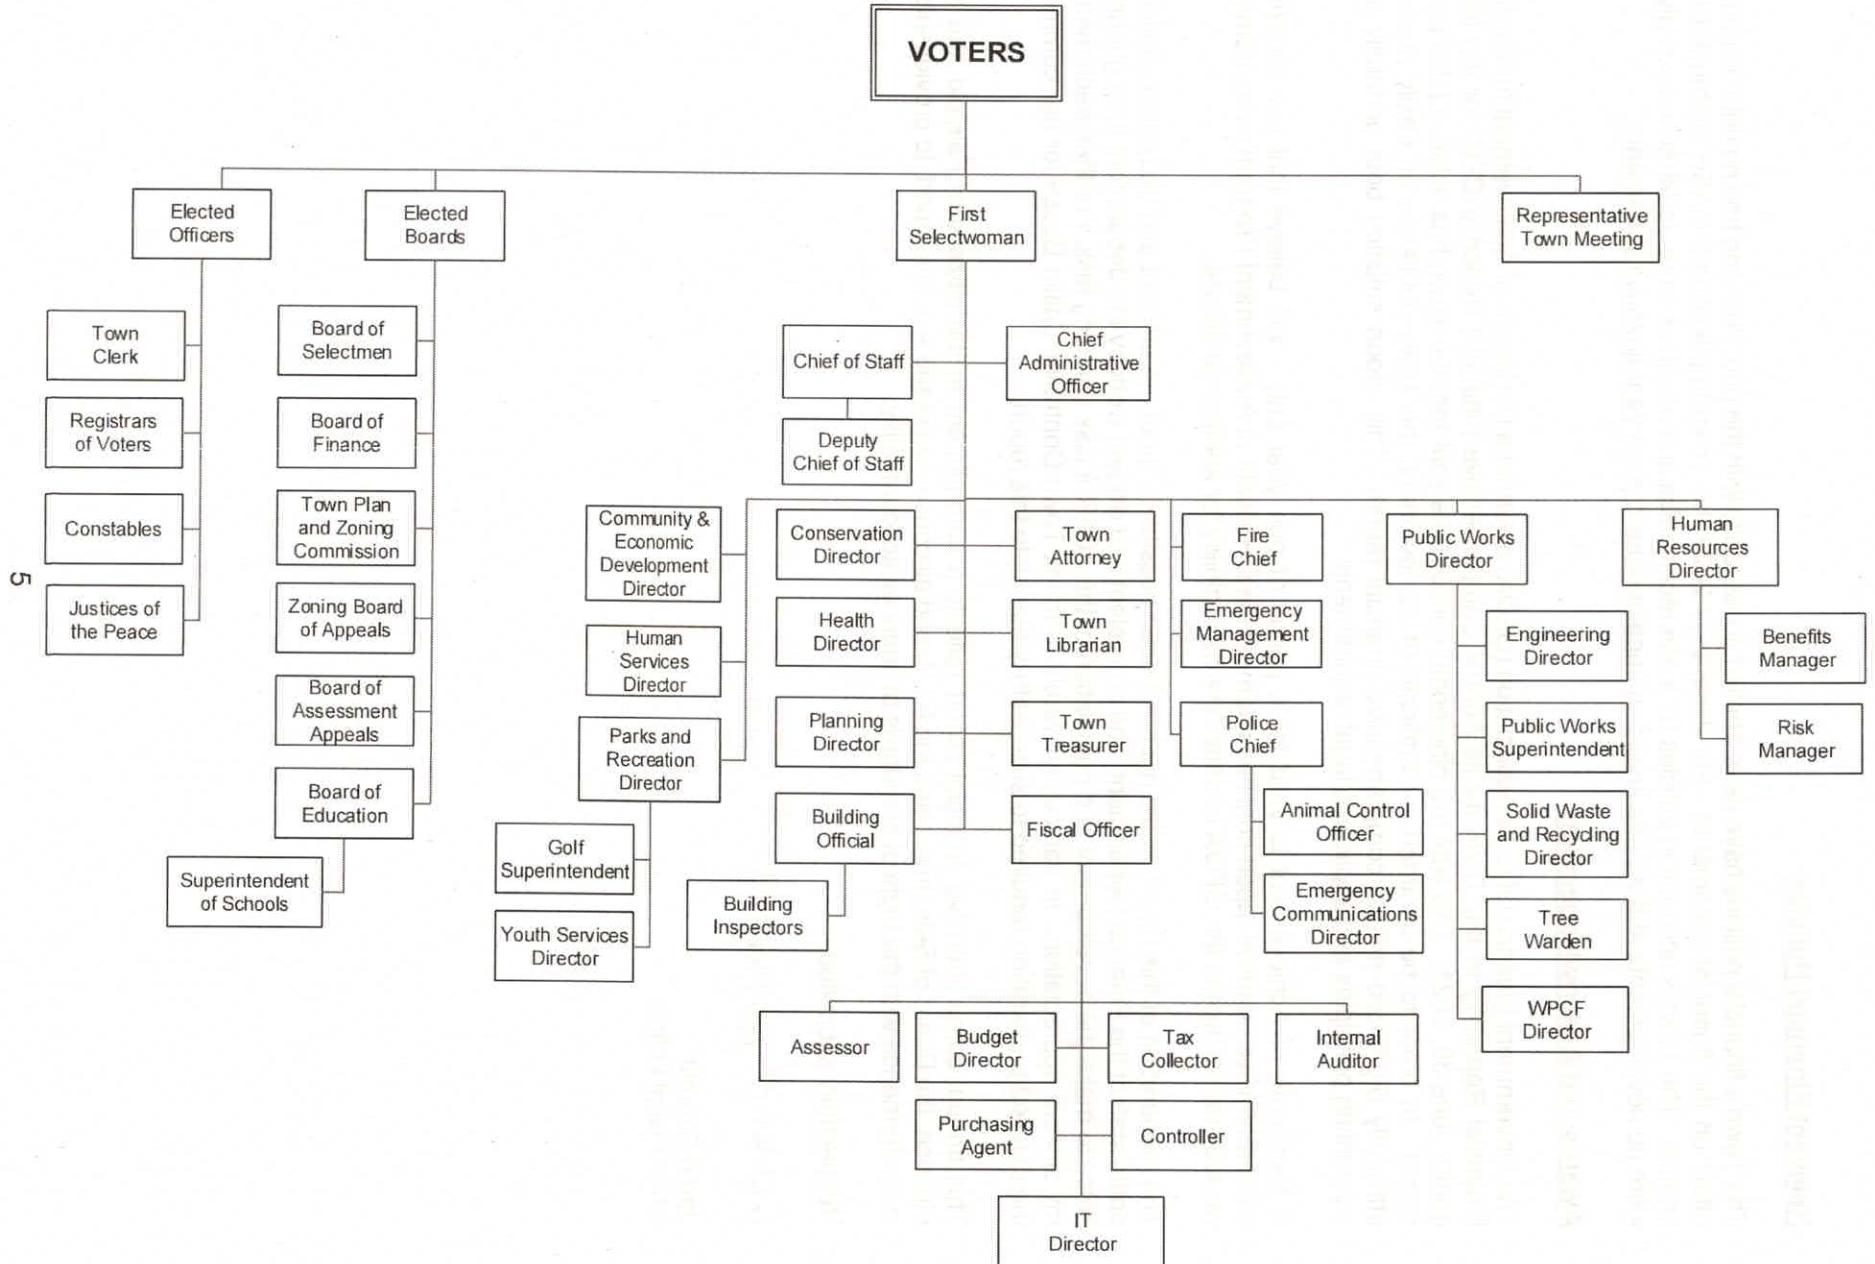 VOTERS
Elected
Officers
Elected
Boards
First
Selectwoman
Representative
Town Meeting
Town
Clerk
Registrars
of Voters
Constables
Justices of
the Peace
Board of
Selectmen
Board of
Finance
Town Plan
and Zoning
Commission
Zoning Board
of Appeals
Board of
Assessment
Appeals
Board of
Education
Superintendent
of Schools
Chief of Staff
Chief
Administrative
Officer
Deputy
Chief of Staff
Community &
Economic
Development
Director
Human
Services
Director
Parks and
Recreation
Director
Golf
Superintendent
Youth Services
Director
Conservation
Director
Health
Director
Planning
Director
Building
Official
Building
Inspectors
Town
Attorney
Town
Librarian
Town
Treasurer
Fiscal Officer
Fire
Chief
Emergency
Management
Director
Police
Chief
Animal Control
Officer
Emergency
Communications
Director
Public Works
Director
Engineering
Director
Public Works
Superintendent
Solid Waste
and Recycling
Director
Tree
Warden
WPCF
Director
Human
Resources
Director
Benefits
Manager
Risk
Manager
Assessor
Budget
Director
Tax
Collector
Internal
Auditor
Purchasing
Agent
Controller
IT
Director
5